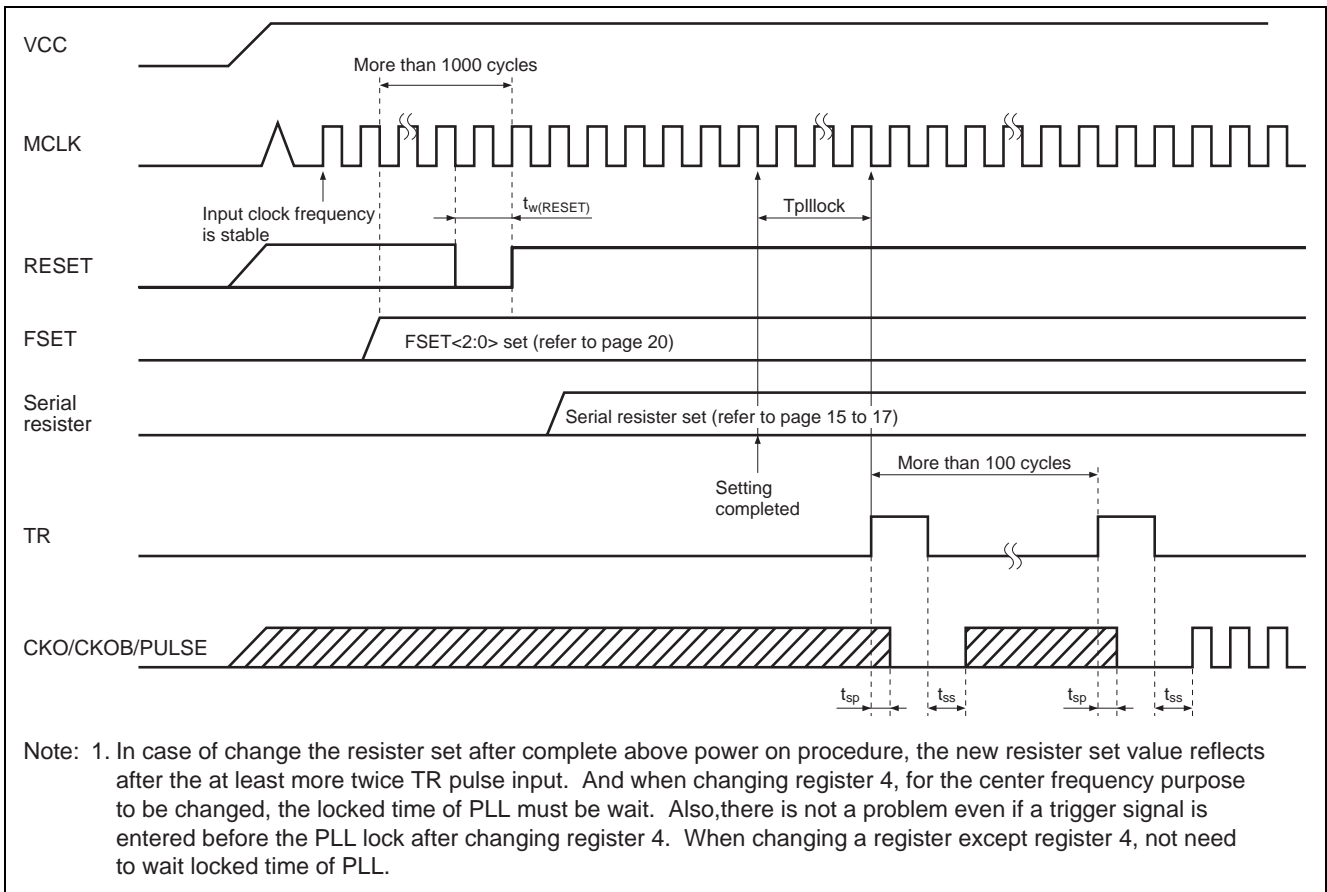 VCC
More than 1000 cycles
MCLK
Input clock frequency
is stable
tw(RESET)
Tplllock
RESET
FSET
FSET<2:0> set (refer to page 20)
Serial
resister
Serial resister set (refer to page 15 to 17)
More than 100 cycles
Setting
completed
TR
CKO/CKOB/PULSE
tsp
tss
tsp
tss
Note: 1. In case of change the resister set after complete above power on procedure, the new resister set value reflects
after the at least more twice TR pulse input. And when changing register 4, for the center frequency purpose
to be changed, the locked time of PLL must be wait. Also,there is not a problem even if a trigger signal is
entered before the PLL lock after changing register 4. When changing a register except register 4, not need
to wait locked time of PLL.